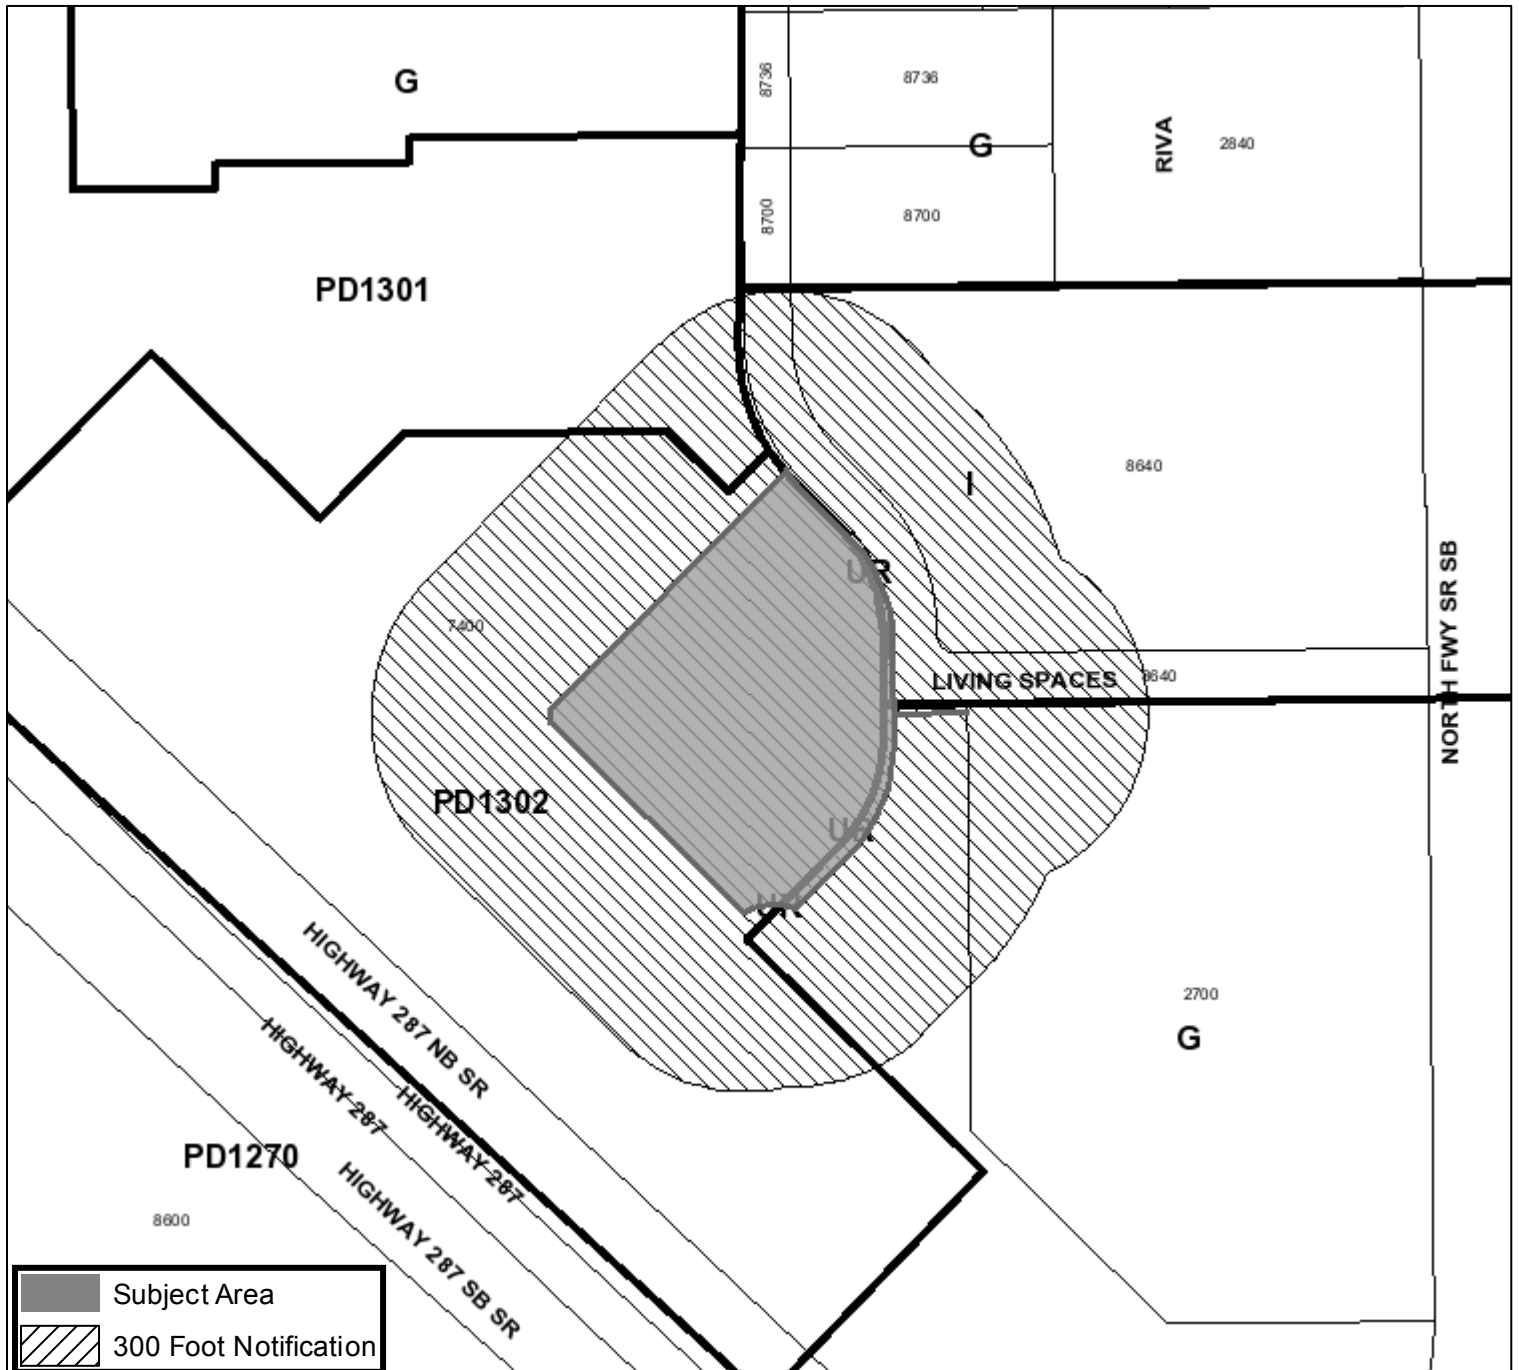 G
8736
8736
G
RIVA
2840
8700
8700
PD1301
I
8640
UR
7400
LIVING SPACES
8640
NORTH FWY SR SB
PD1302
UR
UR
HIGHWAY 287 NB SR
HIGHWAY 287
HIGHWAY 287
2700
G
PD1270
HIGHWAY 287 SB SR
8600
Subject Area
300 Foot Notification